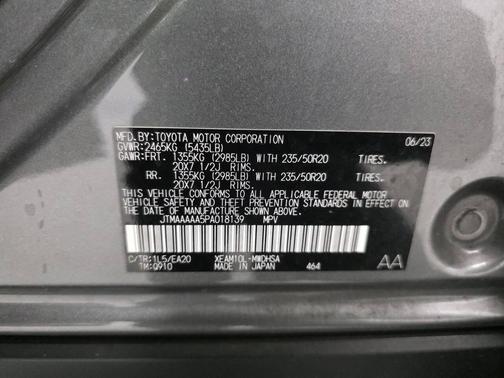 MFD.BY:TOYOTA MOTOR CORPORATION 06/23
GVWR:2465KG (5435LB)
GAWR:FRT. 1355KG (2985LB) WITH 235/50R20 TIRES.
20X7 1/2J RIMS.
RR. 1355KG (2985LB) WITH 235/50R20 TIRES.
20X7 1/2J RIMS.
THIS VEHICLE CONFORMS TO ALL APPLICABLE FEDERAL MOTOR
VEHICLE SAFETY AND THEFT PREVENTION STANDARDS IN EFFECT ON
THE DATE OF MANUFACTURE SHOWN ABOVE.
JTMAAAAA5PA018139 MPV
C/TR:1L5/EA20 XEAM10L-MWDHSA AA
TM:Q910 MADE IN JAPAN 464